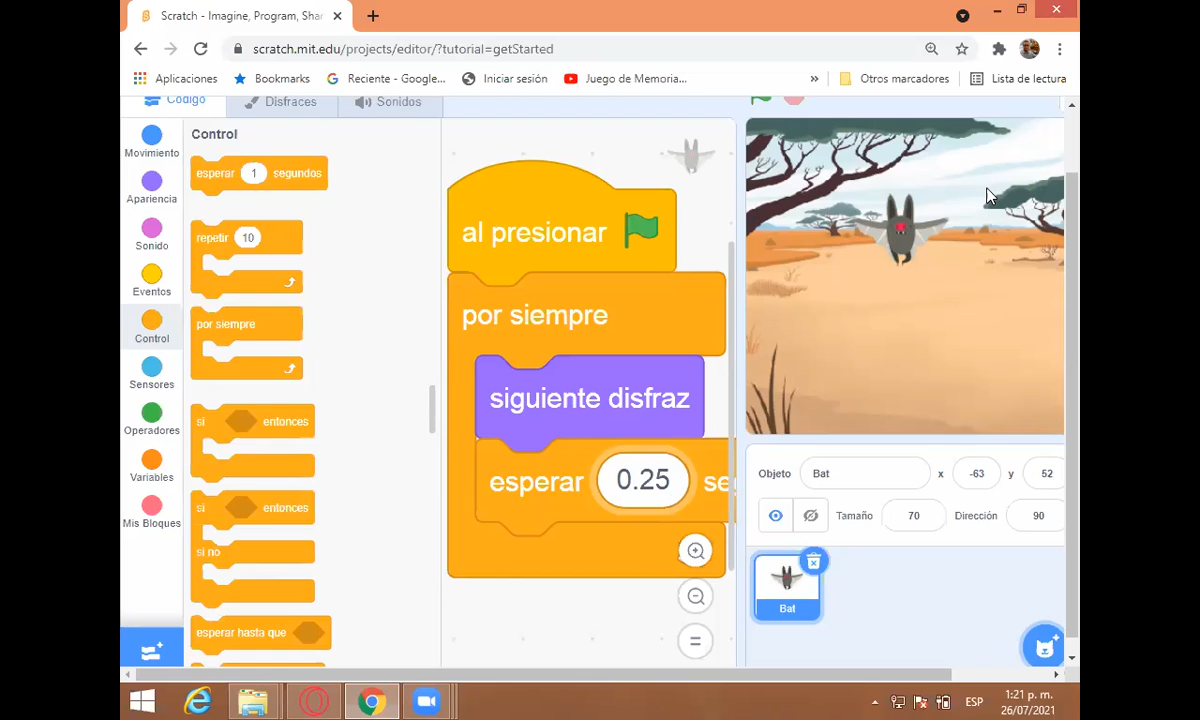 Scratch - Imagine, Program, Shar
scratch.mit.edu/projects/editor/?tutorial=getStarted
Aplicaciones
Bookmarks
Reciente - Google...
Iniciar sesión
Juego de Memoria...
»
Otros marcadores
Lista de lectura
Código
Disfraces
Sonidos
Movimiento
Apariencia
Sonido
Eventos
Control
Sensores
Operadores
Variables
Mis Bloques
Control
esperar 1 segundos
repetir 10
por siempre
si entonces
si entonces
si no
esperar hasta que
al presionar
por siempre
siguiente disfraz
esperar 0.25 se
Objeto Bat x -63 y 52
Tamaño 70 Dirección 90
Bat
ESP
1:21 p. m.
26/07/2021